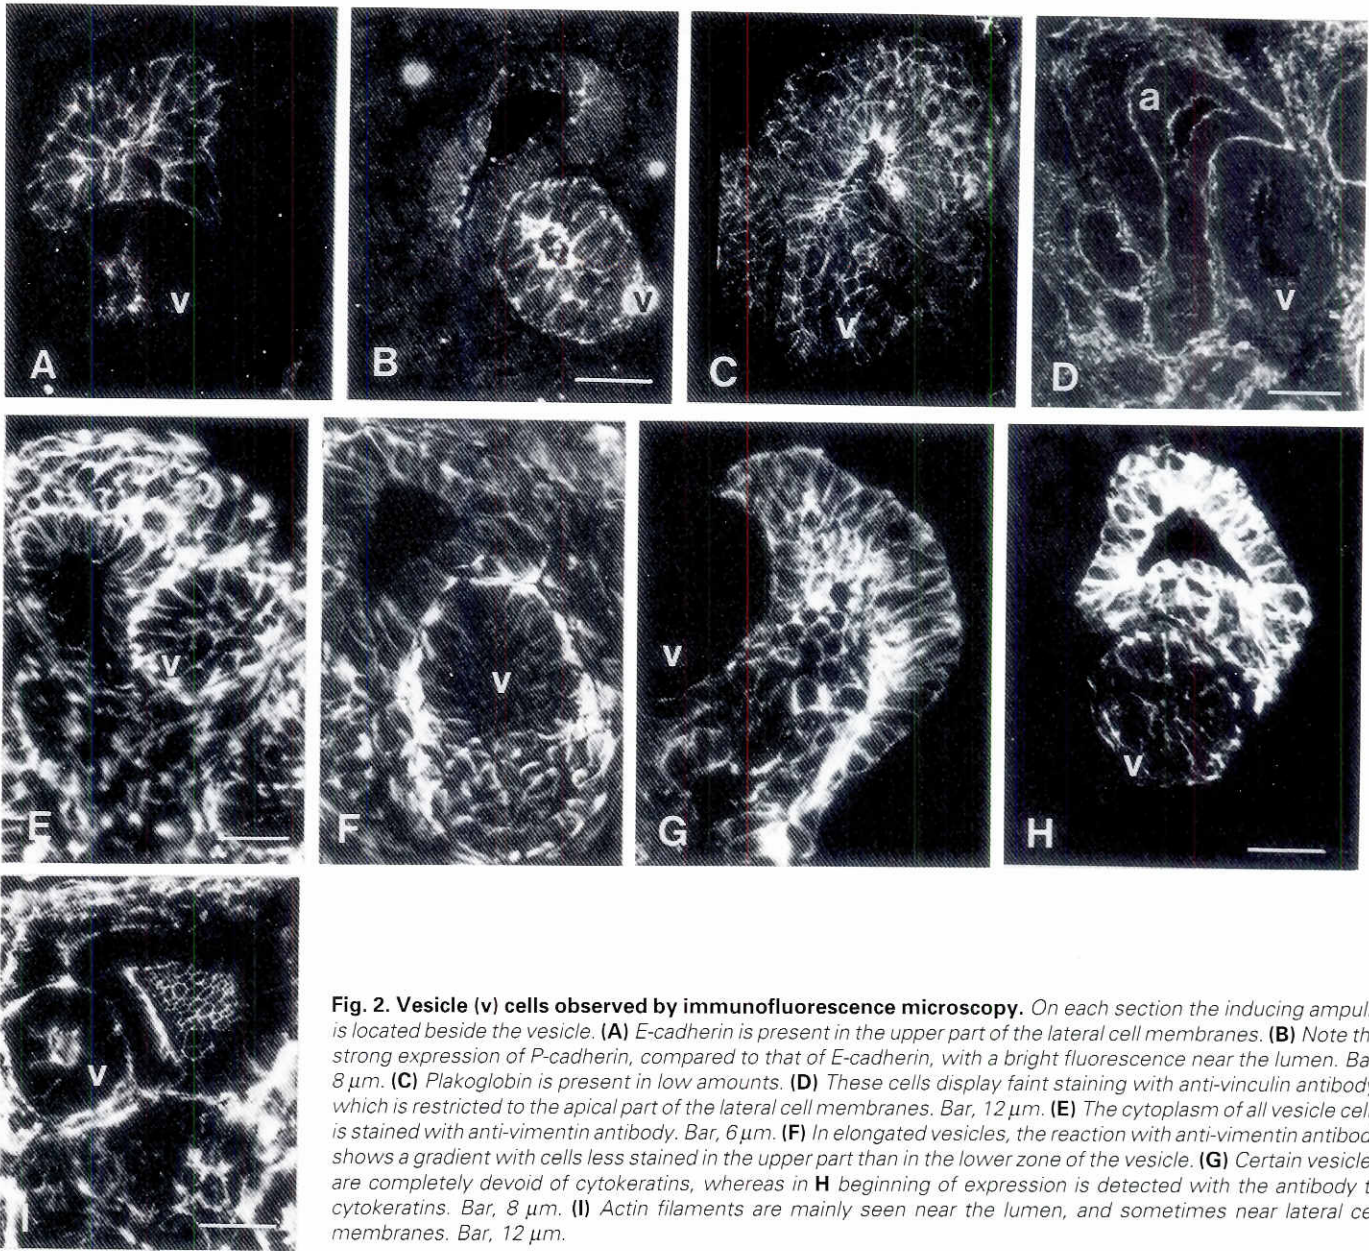 A
v
B
v
C
v
D
a
v
E
v
F
v
G
v
H
v
I
v
Fig. 2. Vesicle (v) cells observed by immunofluorescence microscopy. On each section the inducing ampull
is located beside the vesicle. (A) E-cadherin is present in the upper part of the lateral cell membranes. (B) Note th
strong expression of P-cadherin, compared to that of E-cadherin, with a bright fluorescence near the lumen. Ba
8 μm. (C) Plakoglobin is present in low amounts. (D) These cells display faint staining with anti-vinculin antibody
which is restricted to the apical part of the lateral cell membranes. Bar, 12 μm. (E) The cytoplasm of all vesicle cel
is stained with anti-vimentin antibody. Bar, 6 μm. (F) In elongated vesicles, the reaction with anti-vimentin antibod
shows a gradient with cells less stained in the upper part than in the lower zone of the vesicle. (G) Certain vesicle
are completely devoid of cytokeratins, whereas in H beginning of expression is detected with the antibody t
cytokeratins. Bar, 8 μm. (I) Actin filaments are mainly seen near the lumen, and sometimes near lateral ce
membranes. Bar, 12 μm.